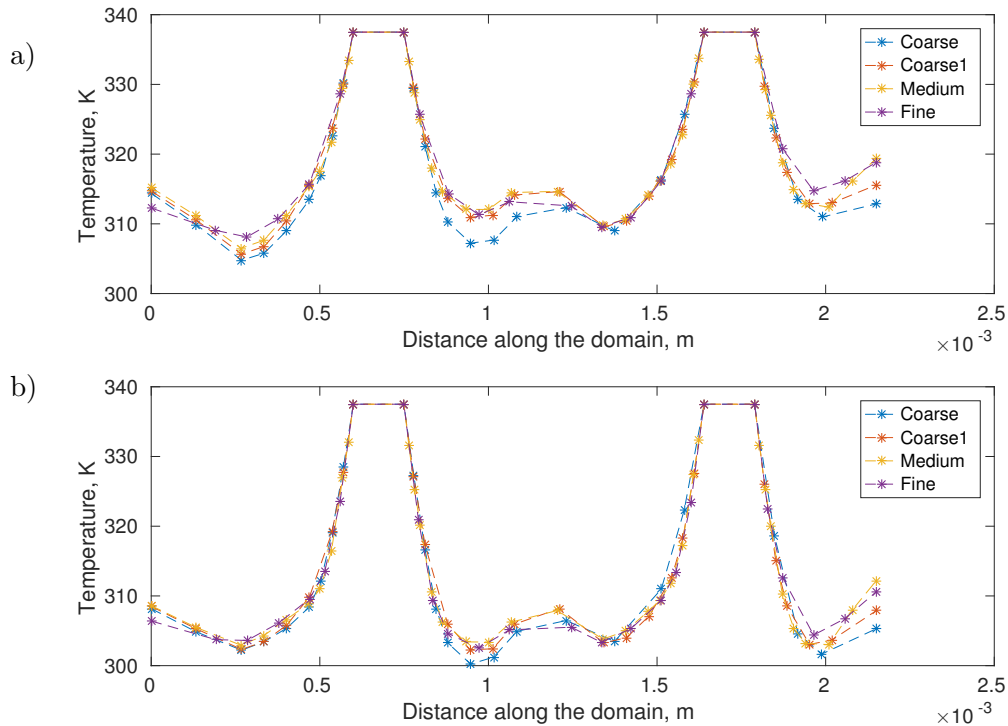 a)
Temperature, K
340
330
320
310
300
0
0.5
1
1.5
2
2.5
Distance along the domain, m
×10⁻³
Coarse
Coarse1
Medium
Fine
b)
Temperature, K
340
330
320
310
300
0
0.5
1
1.5
2
2.5
Distance along the domain, m
×10⁻³
Coarse
Coarse1
Medium
Fine